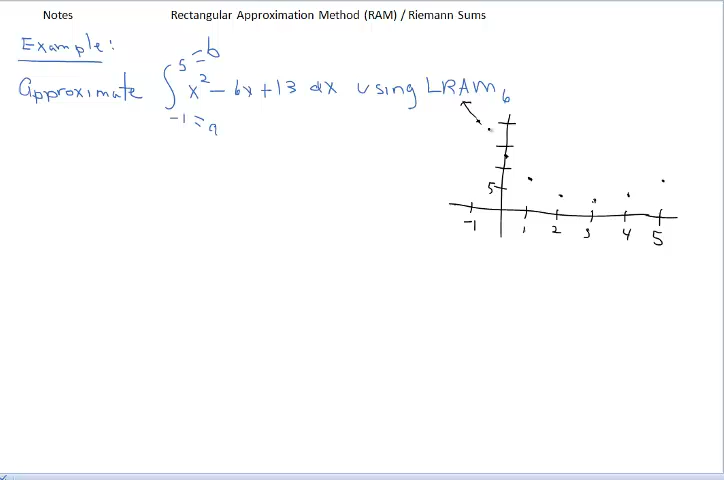 Notes Rectangular Approximation Method (RAM) / Riemann Sums
Example:
5 = b
Approximate ∫ x² - 6x + 13 dx using LRAM₆
-1 = a
5
-1 1 2 3 4 5